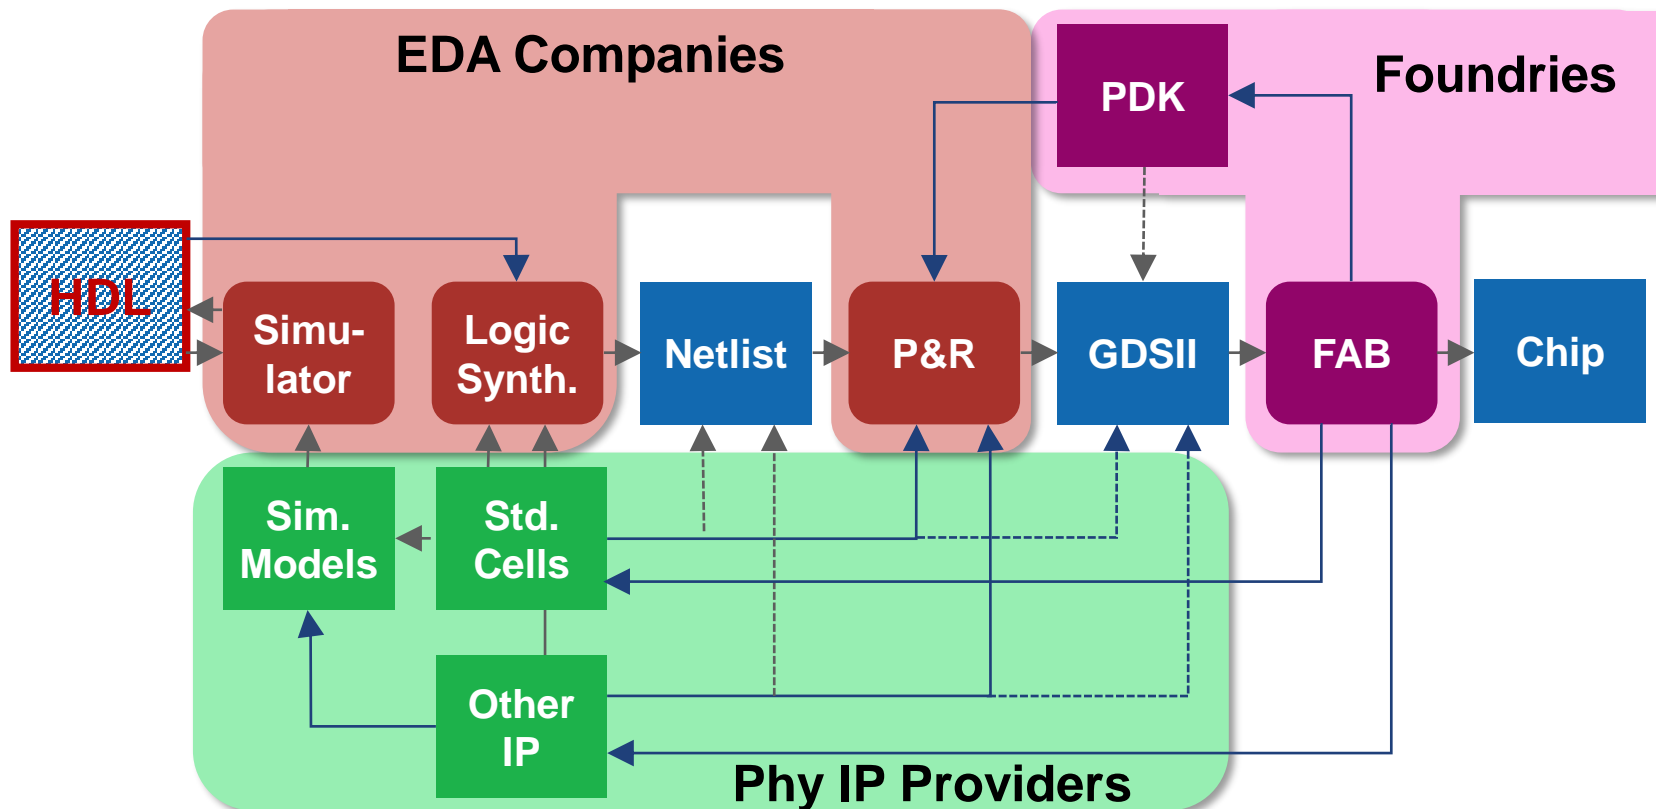 EDA Companies
Foundries
PDK
HDL
Simu-
lator
Logic
Synth.
Netlist
P&R
GDSII
FAB
Chip
Sim.
Models
Std.
Cells
Other
IP
Phy IP Providers